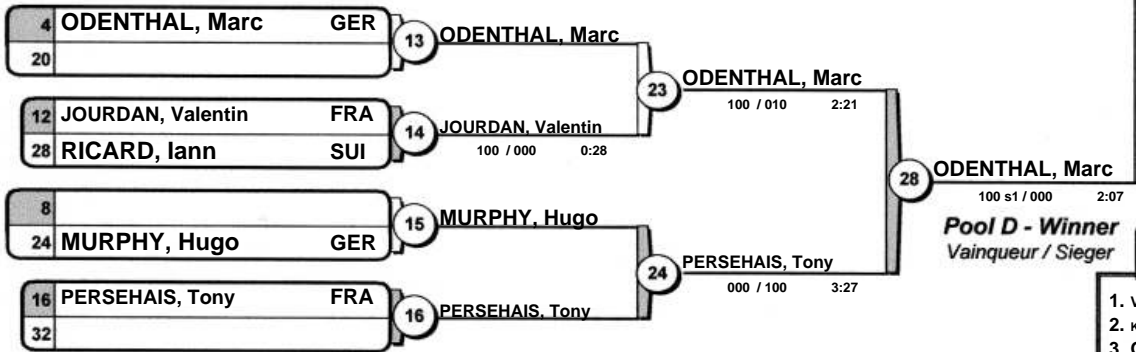 4 ODENTHAL, Marc GER
20
13 ODENTHAL, Marc
12 JOURDAN, Valentin FRA
28 RICARD, Iann SUI
14 JOURDAN, Valentin
100 / 000 0:28
23 ODENTHAL, Marc
100 / 010 2:21
8
24 MURPHY, Hugo GER
15 MURPHY, Hugo
16 PERSEHAIS, Tony FRA
32
16 PERSEHAIS, Tony
24 PERSEHAIS, Tony
000 / 100 3:27
28 ODENTHAL, Marc
100 s1 / 000 2:07
Pool D - Winner
Vainqueur / Sieger
1.
2.
3.